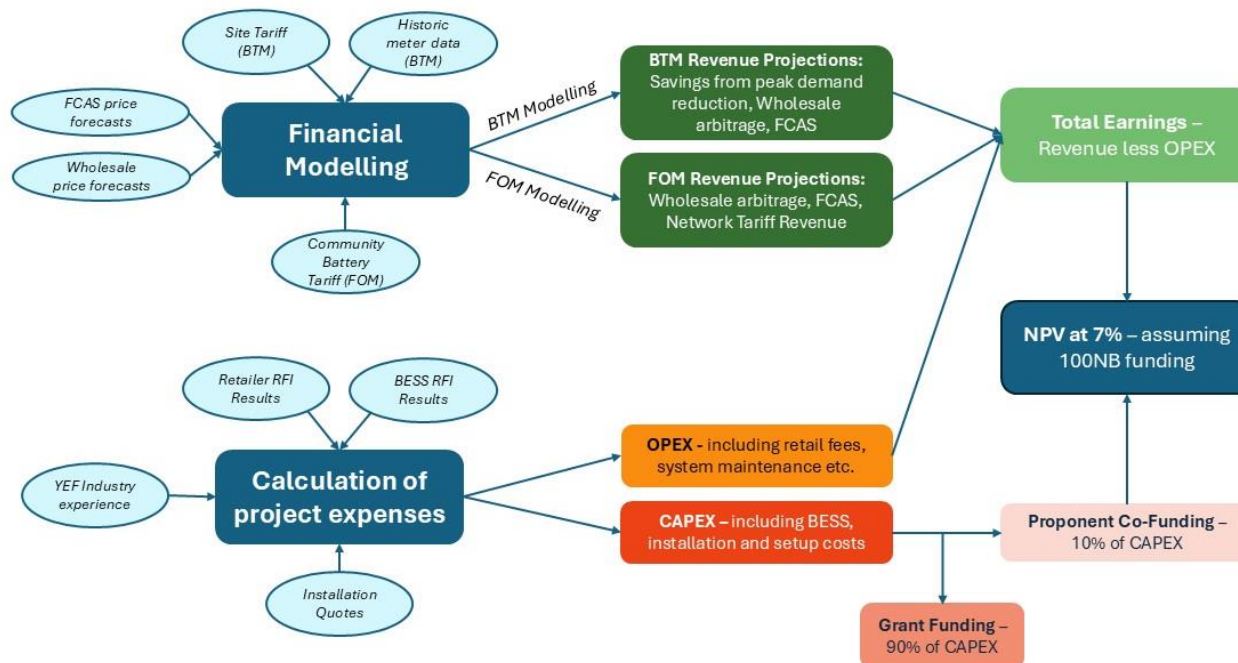 Site Tariff
(BTM)
Historic
meter data
(BTM)
FCAS price
forecasts
Wholesale
price forecasts
Financial
Modelling
Community
Battery
Tariff (FOM)
BTM Modelling
FOM Modelling
BTM Revenue Projections:
Savings from peak demand
reduction, Wholesale
arbitrage, FCAS
FOM Revenue Projections:
Wholesale arbitrage, FCAS,
Network Tariff Revenue
Total Earnings –
Revenue less OPEX
NPV at 7% – assuming
100NB funding
Retailer RFI
Results
BESS RFI
Results
YEF Industry
experience
Calculation of
project expenses
Installation
Quotes
OPEX - including retail fees,
system maintenance etc.
CAPEX – including BESS,
installation and setup costs
Proponent Co-Funding –
10% of CAPEX
Grant Funding –
90% of CAPEX